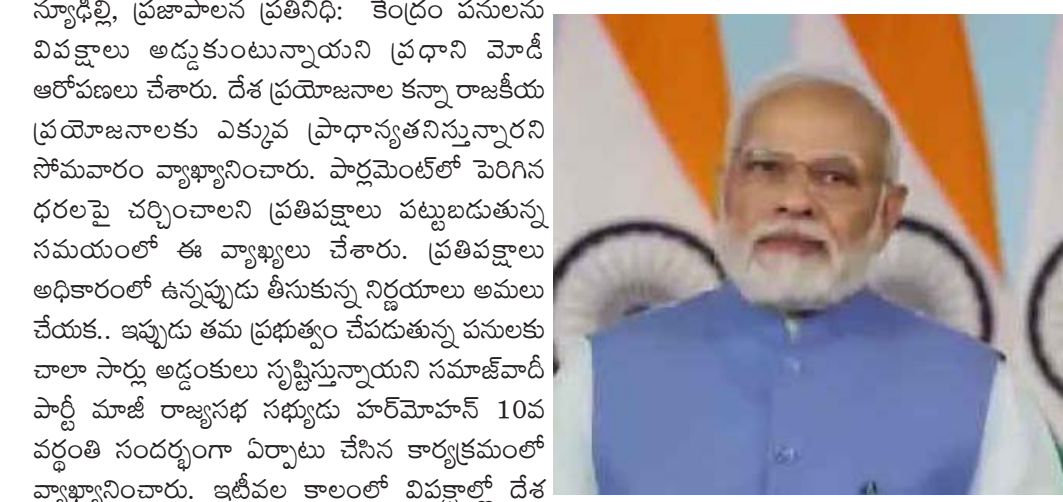 న్యూఢిల్లీ, ప్రజాపాలన ప్రతినిధి: కేంద్రం పనులను
విపక్షాలు అడ్డుకుంటున్నాయని ప్రధాని మోడీ
ఆరోపణలు చేశారు. దేశ ప్రయోజనాల కన్నా రాజకీయ
ప్రయోజనాలకు ఎక్కువ ప్రాధాన్యతనిస్తున్నారని
సోమవారం వ్యాఖ్యానించారు. పార్లమెంట్‌లో పెరిగిన
ధరలపై చర్చించాలని ప్రతిపక్షాలు పట్టుబడుతున్న
సమయంలో ఈ వ్యాఖ్యలు చేశారు. ప్రతిపక్షాలు
అధికారంలో ఉన్నప్పుడు తీసుకున్న నిర్ణయాలు అమలు
చేయక.. ఇప్పుడు తమ ప్రభుత్వం చేపడుతున్న పనులకు
చాలా సార్లు అడ్డంకులు సృష్టిస్తున్నాయని సమాజ్‌వాదీ
పార్టీ మాజీ రాజ్యసభ సభ్యుడు హర్‌మోహన్ 10వ
వర్థంతి సందర్భంగా ఏర్పాటు చేసిన కార్యక్రమంలో
వ్యాఖ్యానించారు. ఇటీవల కాలంలో విపక్షాల్లో దేశ